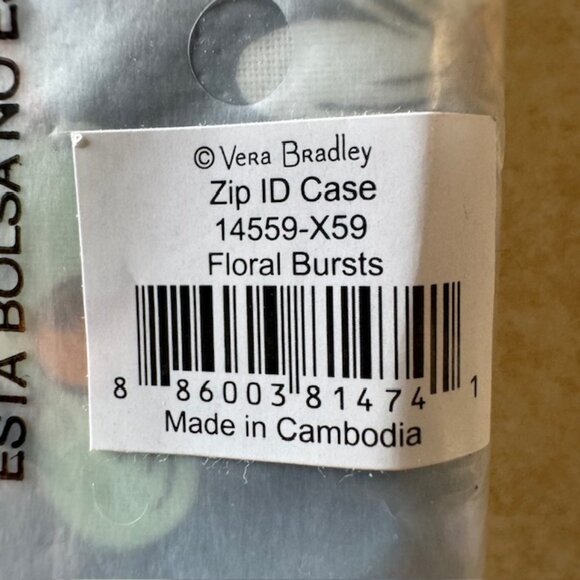 © Vera Bradley
Zip ID Case
14559-X59
Floral Bursts
8 86003 81474 1
Made in Cambodia
ESTA BOLSA NO